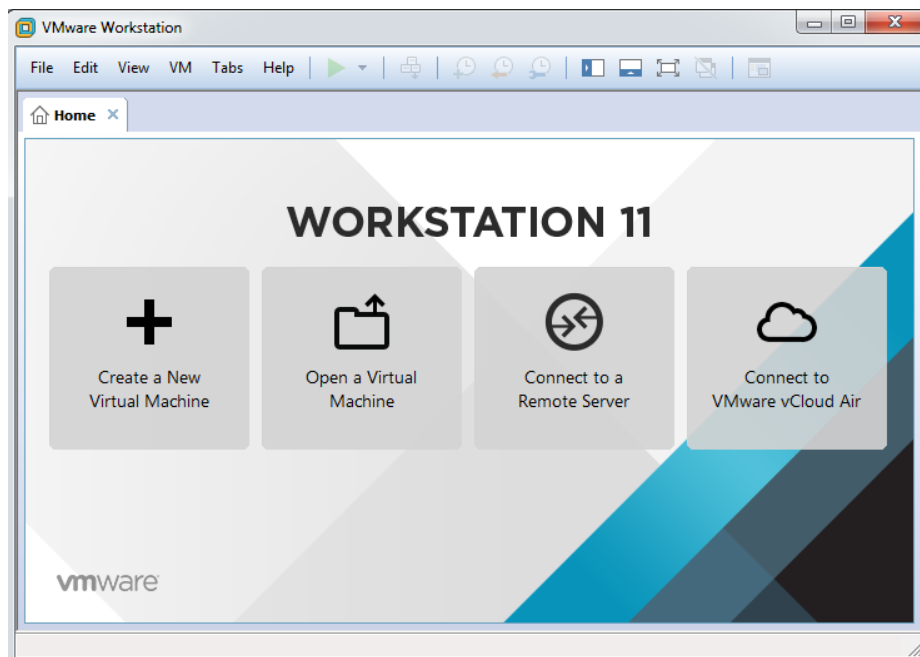 VMware Workstation
File Edit View VM Tabs Help
Home
WORKSTATION 11
Create a New
Virtual Machine
Open a Virtual
Machine
Connect to a
Remote Server
Connect to
VMware vCloud Air
vmware